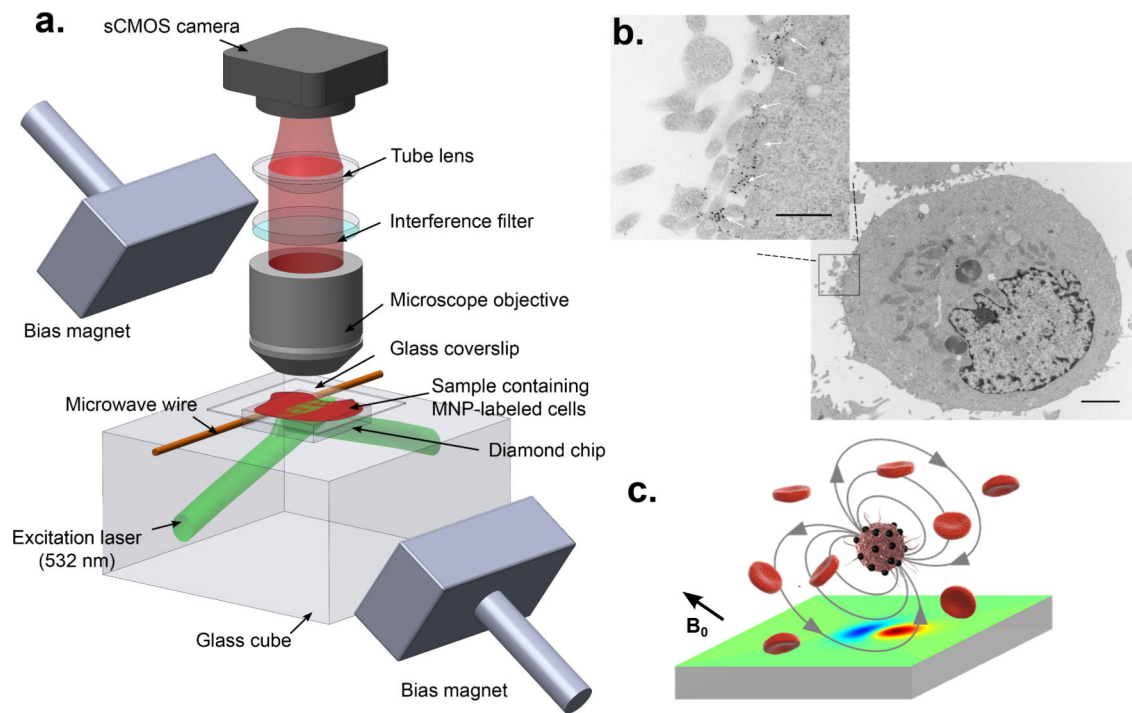 a.
sCMOS camera
Tube lens
Interference filter
Bias magnet
Microscope objective
Glass coverslip
Microwave wire
Sample containing
MNP-labeled cells
Diamond chip
Excitation laser
(532 nm)
Glass cube
Bias magnet
b.
c.
B₀